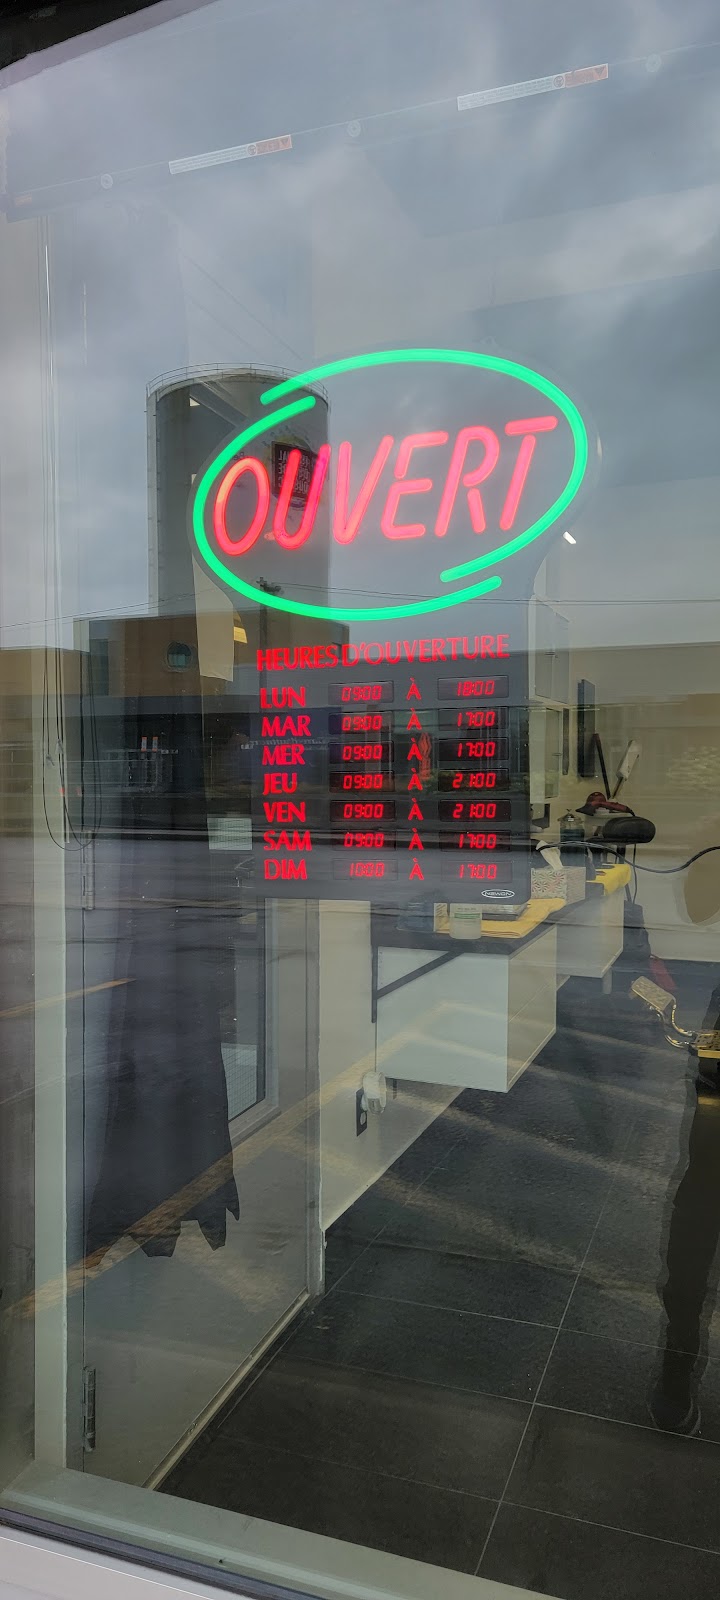 OUVERT
HEURES D'OUVERTURE
LUN 09:00 À 18:00
MAR 09:00 À 17:00
MER 09:00 À 17:00
JEU 09:00 À 21:00
VEN 09:00 À 21:00
SAM 09:00 À 17:00
DIM 10:00 À 17:00
NEWON